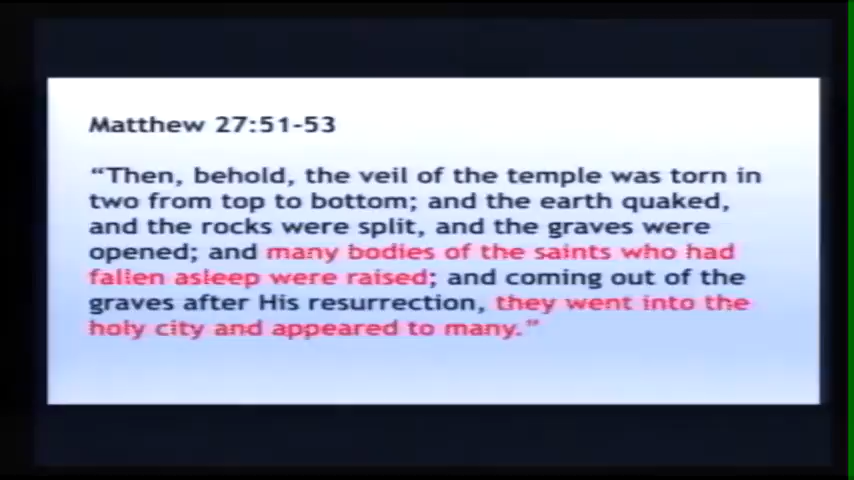 Matthew 27:51-53
“Then, behold, the veil of the temple was torn in
two from top to bottom; and the earth quaked,
and the rocks were split, and the graves were
opened; and many bodies of the saints who had
fallen asleep were raised; and coming out of the
graves after His resurrection, they went into the
holy city and appeared to many.”